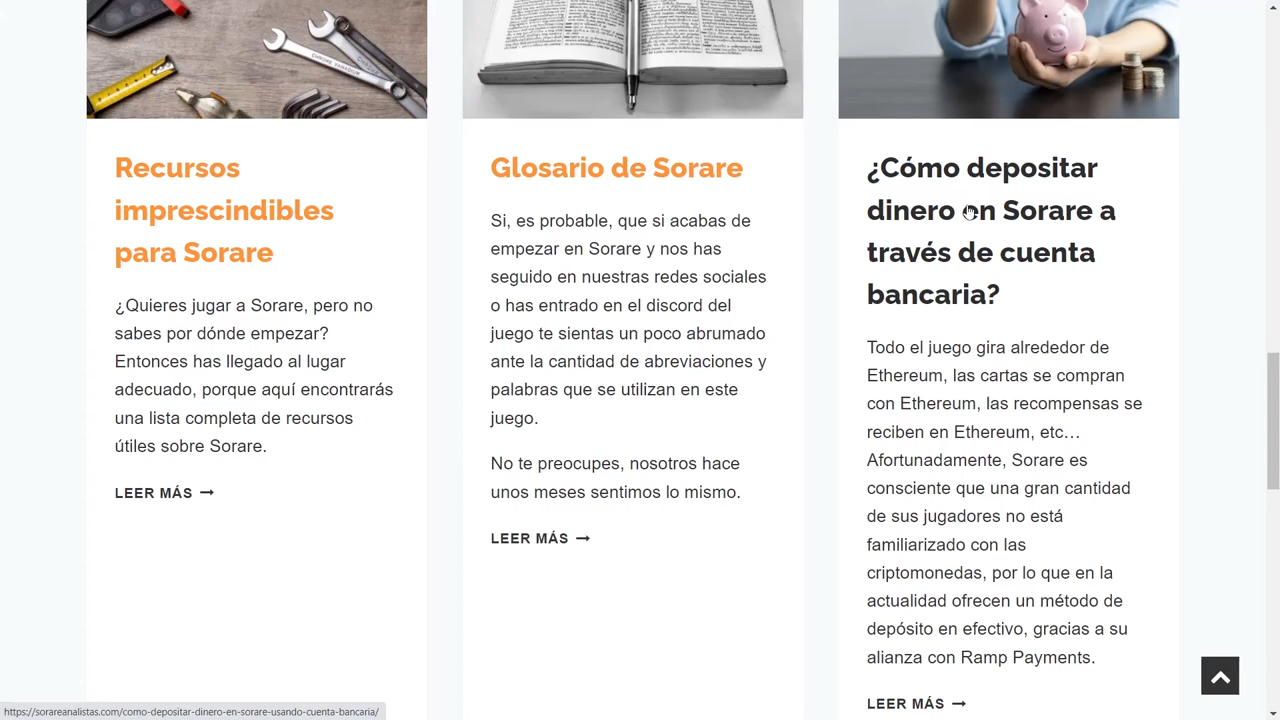 Recursos
imprescindibles
para Sorare
¿Quieres jugar a Sorare, pero no
sabes por dónde empezar?
Entonces has llegado al lugar
adecuado, porque aquí encontrarás
una lista completa de recursos
útiles sobre Sorare.
LEER MÁS →
Glosario de Sorare
Si, es probable, que si acabas de
empezar en Sorare y nos has
seguido en nuestras redes sociales
o has entrado en el discord del
juego te sientas un poco abrumado
ante la cantidad de abreviaciones y
palabras que se utilizan en este
juego.
No te preocupes, nosotros hace
unos meses sentimos lo mismo.
LEER MÁS →
¿Cómo depositar
dinero en Sorare a
través de cuenta
bancaria?
Todo el juego gira alrededor de
Ethereum, las cartas se compran
con Ethereum, las recompensas se
reciben en Ethereum, etc…
Afortunadamente, Sorare es
consciente que una gran cantidad
de sus jugadores no está
familiarizado con las
criptomonedas, por lo que en la
actualidad ofrecen un método de
depósito en efectivo, gracias a su
alianza con Ramp Payments.
LEER MÁS →
https://sorareanalistas.com/como-depositar-dinero-en-sorare-usando-cuenta-bancaria/